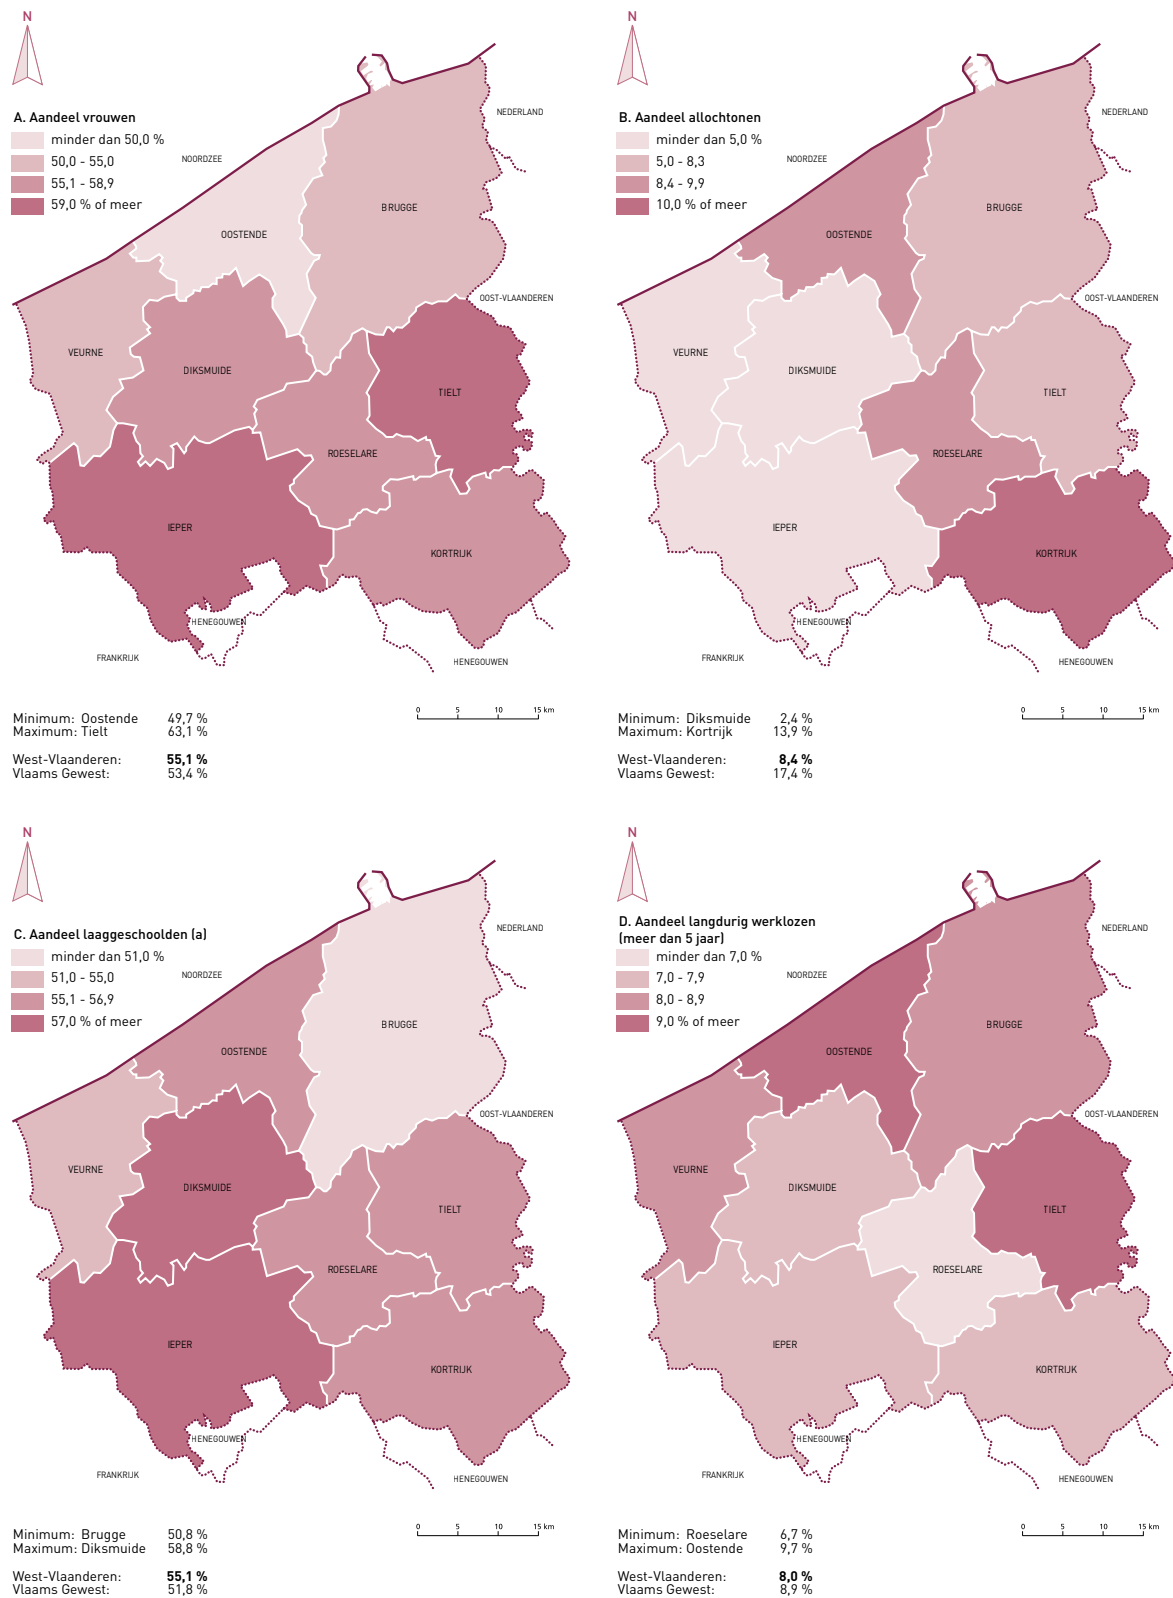 N
A. Aandeel vrouwen
minder dan 50,0 %
50,0 - 55,0
55,1 - 58,9
59,0 % of meer
NOORDZEE
NEDERLAND
BRUGGE
OOSTENDE
OOST-VLAANDEREN
VEURNE
DIKSMUIDE
TIELT
ROESELARE
IEPER
KORTRIJK
HENEGOUWEN
FRANKRIJK
HENEGOUWEN
Minimum: Oostende 49,7 %
Maximum: Tielt 63,1 %
West-Vlaanderen: 55,1 %
Vlaams Gewest: 53,4 %
0 5 10 15 km
N
B. Aandeel allochtonen
minder dan 5,0 %
5,0 - 8,3
8,4 - 9,9
10,0 % of meer
NOORDZEE
NEDERLAND
BRUGGE
OOSTENDE
OOST-VLAANDEREN
VEURNE
DIKSMUIDE
TIELT
ROESELARE
IEPER
KORTRIJK
HENEGOUWEN
FRANKRIJK
HENEGOUWEN
Minimum: Diksmuide 2,4 %
Maximum: Kortrijk 13,9 %
West-Vlaanderen: 8,4 %
Vlaams Gewest: 17,4 %
0 5 10 15 km
N
C. Aandeel laaggeschoolden (a)
minder dan 51,0 %
51,0 - 55,0
55,1 - 56,9
57,0 % of meer
NOORDZEE
NEDERLAND
BRUGGE
OOSTENDE
OOST-VLAANDEREN
VEURNE
DIKSMUIDE
TIELT
ROESELARE
IEPER
KORTRIJK
HENEGOUWEN
FRANKRIJK
HENEGOUWEN
Minimum: Brugge 50,8 %
Maximum: Diksmuide 58,8 %
West-Vlaanderen: 55,1 %
Vlaams Gewest: 51,8 %
0 5 10 15 km
N
D. Aandeel langdurig werklozen
(meer dan 5 jaar)
minder dan 7,0 %
7,0 - 7,9
8,0 - 8,9
9,0 % of meer
NOORDZEE
NEDERLAND
BRUGGE
OOSTENDE
OOST-VLAANDEREN
VEURNE
DIKSMUIDE
TIELT
ROESELARE
IEPER
KORTRIJK
HENEGOUWEN
FRANKRIJK
HENEGOUWEN
Minimum: Roeselare 6,7 %
Maximum: Oostende 9,7 %
West-Vlaanderen: 8,0 %
Vlaams Gewest: 8,9 %
0 5 10 15 km